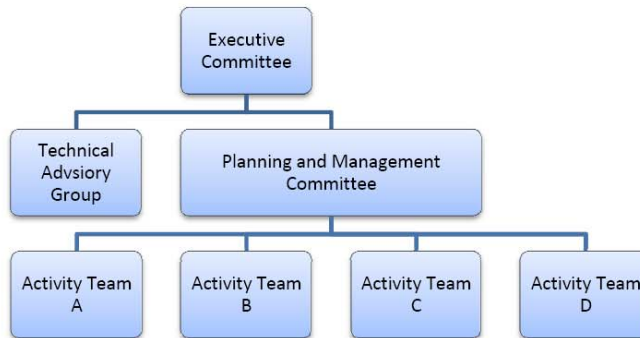 Executive
Committee
Technical
Advsiory
Group
Planning and Management
Committee
Activity Team
A
Activity Team
B
Activity Team
C
Activity Team
D